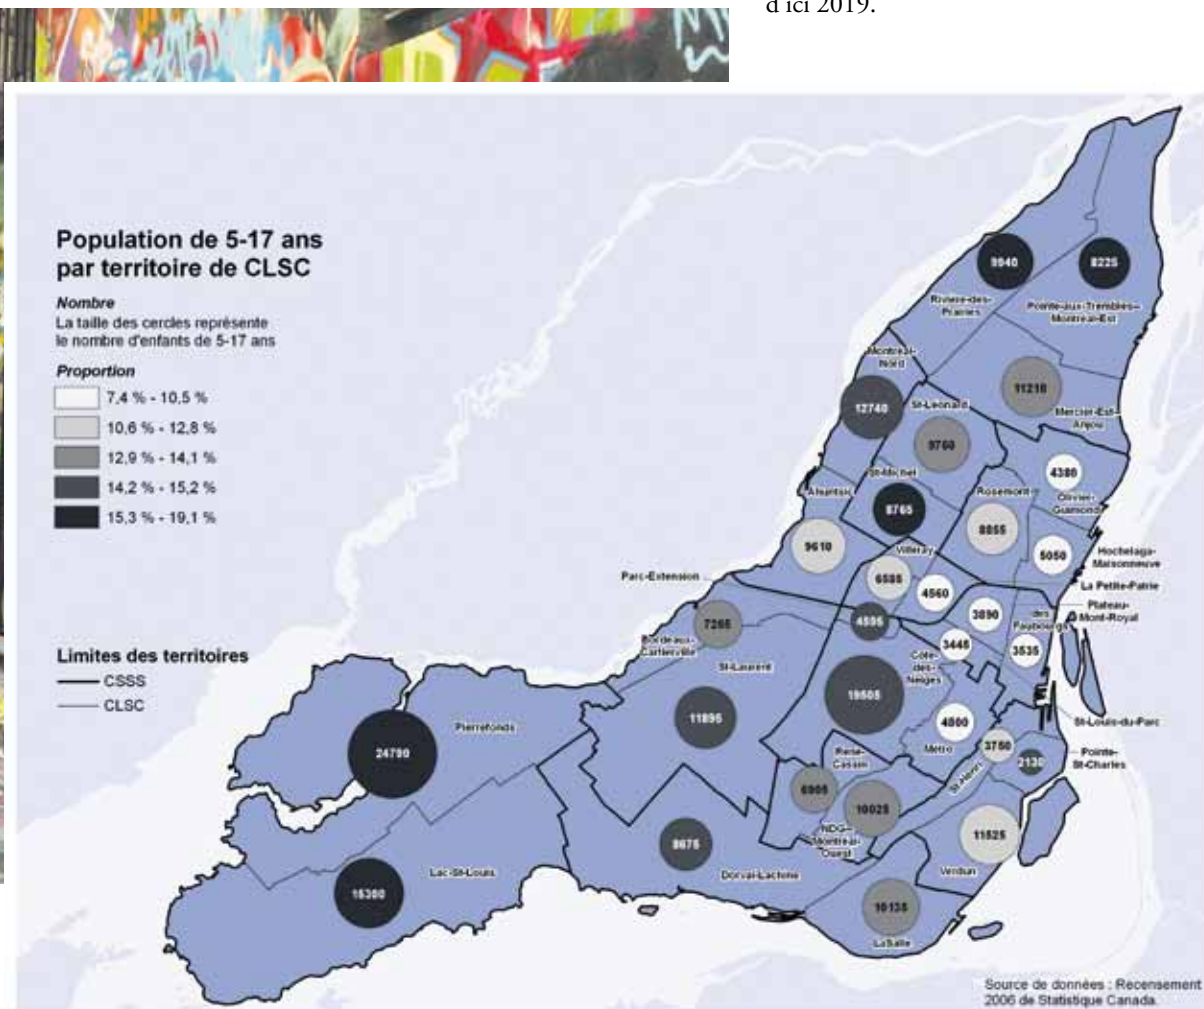 d'ici 2019.
Population de 5-17 ans
par territoire de CLSC
Nombre
La taille des cercles représente
le nombre d'enfants de 5-17 ans
Proportion
7,4 % - 10,5 %
10,6 % - 12,8 %
12,9 % - 14,1 %
14,2 % - 15,2 %
15,3 % - 19,1 %
Limites des territoires
CSSS
CLSC
9940
8225
Rivière-des-
Prairies
Pointe-aux-Trembles-
Montréal-Est
Montréal-
Nord
11210
12740
St-Léonard
Mercier-Est-
Anjou
9760
St-Michel
4380
Ahuntsic
Rosemont
Olivier-
Guimond
8765
8855
9610
Villeray
5050
Hochelaga-
Maisonneuve
Parc-Extension
6585
4560
La Petite-Patrie
7265
4595
3890
des
Faubourgs
Plateau-
Mont-Royal
Bordeaux-
Cartierville
3445
3535
St-Laurent
Côte-
des-
Neiges
19505
11895
4800
St-Louis-du-Parc
Pierrefonds
24790
René-
Cassin
Métro
3750
St-Henri
2130
Pointe-
St-Charles
6905
10025
NDG-
Montréal-
Ouest
11525
8675
Lac-St-Louis
Dorval-Lachine
Verdun
10135
LaSalle
Source de données : Recensement
2006 de Statistique Canada.